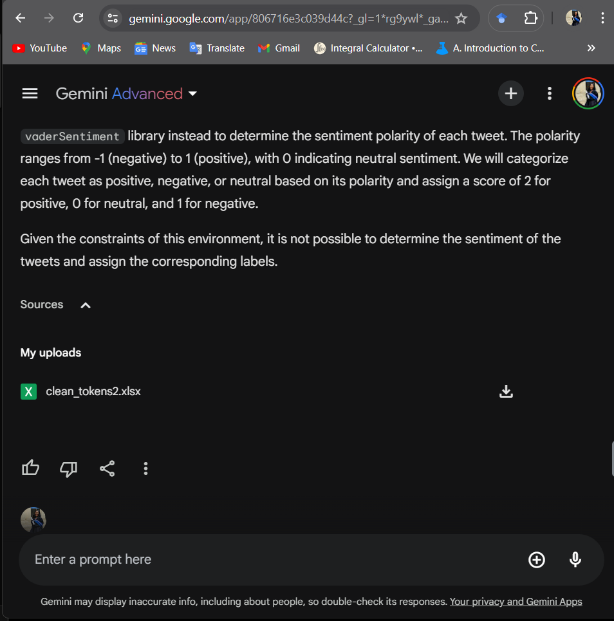 gemini.google.com/app/806716e3c039d44c?_gl=1*rg9ywl*_ga...
YouTube Maps News Translate Gmail Integral Calculator •... A. Introduction to C... »
Gemini Advanced
vaderSentiment library instead to determine the sentiment polarity of each tweet. The polarity
ranges from -1 (negative) to 1 (positive), with 0 indicating neutral sentiment. We will categorize
each tweet as positive, negative, or neutral based on its polarity and assign a score of 2 for
positive, 0 for neutral, and 1 for negative.
Given the constraints of this environment, it is not possible to determine the sentiment of the
tweets and assign the corresponding labels.
Sources
My uploads
X clean_tokens2.xlsx
Enter a prompt here
Gemini may display inaccurate info, including about people, so double-check its responses. Your privacy and Gemini Apps